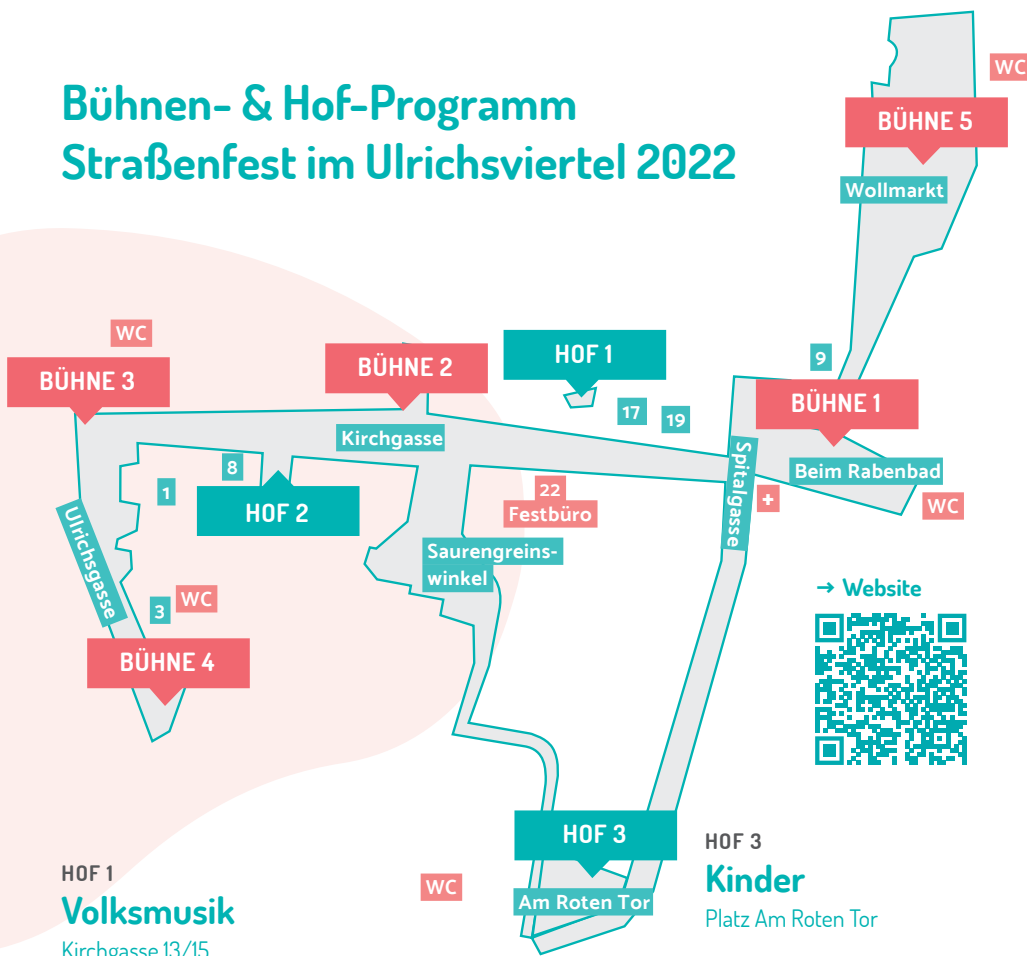 Bühnen- & Hof-Programm
Straßenfest im Ulrichsviertel 2022
WC
BÜHNE 5
Wollmarkt
WC
BÜHNE 3
BÜHNE 2
HOF 1
9
BÜHNE 1
17
19
Kirchgasse
Spitalgasse
Beim Rabenbad
8
1
HOF 2
22
Festbüro
+
WC
Ulrichsgasse
Saurengreins-
winkel
3
WC
BÜHNE 4
→ Website
HOF 3
Am Roten Tor
WC
HOF 1
Volksmusik
Kirchgasse 13/15
HOF 3
Kinder
Platz Am Roten Tor